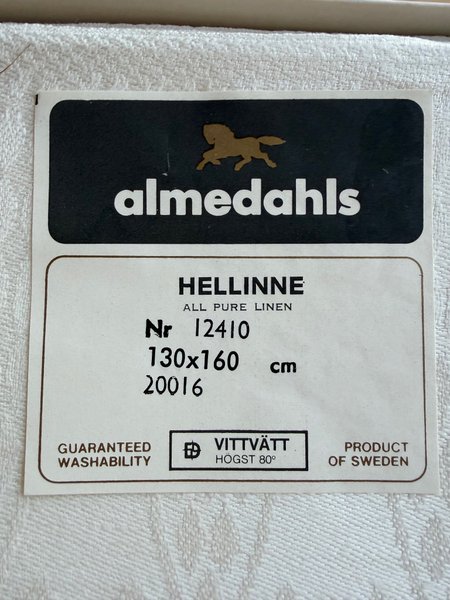 almedahls
HELLINNE
ALL PURE LINEN
Nr 12410
130x160 cm
20016
GUARANTEED
WASHABILITY
VITTVÄTT
HÖGST 80°
PRODUCT
OF SWEDEN